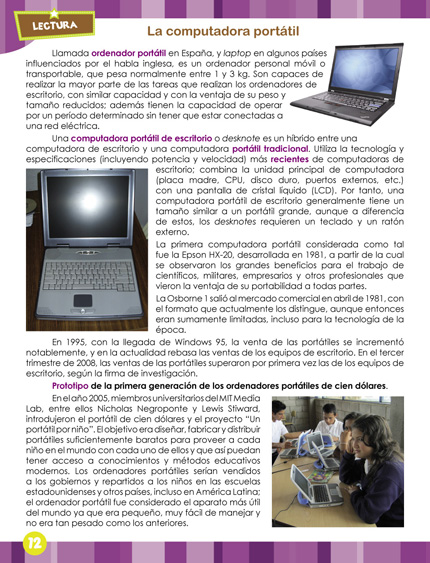 LECTURA
La computadora portátil
Llamada ordenador portátil en España, y laptop en algunos países
influenciados por el habla inglesa, es un ordenador personal móvil o
transportable, que pesa normalmente entre 1 y 3 kg. Son capaces de
realizar la mayor parte de las tareas que realizan los ordenadores de
escritorio, con similar capacidad y con la ventaja de su peso y
tamaño reducidos; además tienen la capacidad de operar
por un período determinado sin tener que estar conectadas a
una red eléctrica.
Una computadora portátil de escritorio o desknote es un híbrido entre una
computadora de escritorio y una computadora portátil tradicional. Utiliza la tecnología y
especificaciones (incluyendo potencia y velocidad) más recientes de computadoras de
escritorio; combina la unidad principal de computadora
(placa madre, CPU, disco duro, puertos externos, etc.)
con una pantalla de cristal líquido (LCD). Por tanto, una
computadora portátil de escritorio generalmente tiene un
tamaño similar a un portátil grande, aunque a diferencia
de estos, los desknotes requieren un teclado y un ratón
externo.
La primera computadora portátil considerada como tal
fue la Epson HX-20, desarrollada en 1981, a partir de la cual
se observaron los grandes beneficios para el trabajo de
científicos, militares, empresarios y otros profesionales que
vieron la ventaja de su portabilidad a todas partes.
La Osborne 1 salió al mercado comercial en abril de 1981, con
el formato que actualmente los distingue, aunque entonces
eran sumamente limitadas, incluso para la tecnología de la
época.
En 1995, con la llegada de Windows 95, la venta de las portátiles se incrementó
notablemente, y en la actualidad rebasa las ventas de los equipos de escritorio. En el tercer
trimestre de 2008, las ventas de las portátiles superaron por primera vez las de los equipos de
escritorio, según la firma de investigación.
Prototipo de la primera generación de los ordenadores portátiles de cien dólares.
En el año 2005, miembros universitarios del MIT Media
Lab, entre ellos Nicholas Negroponte y Lewis Stiward,
introdujeron el portátil de cien dólares y el proyecto “Un
portátil por niño”. El objetivo era diseñar, fabricar y distribuir
portátiles suficientemente baratos para proveer a cada
niño en el mundo con cada uno de ellos y que así puedan
tener acceso a conocimientos y métodos educativos
modernos. Los ordenadores portátiles serían vendidos
a los gobiernos y repartidos a los niños en las escuelas
estadounidenses y otros países, incluso en América Latina;
el ordenador portátil fue considerado el aparato más útil
del mundo ya que era pequeño, muy fácil de manejar y
no era tan pesado como los anteriores.
12